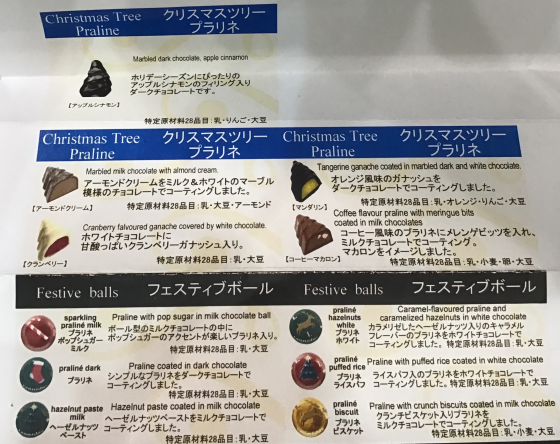 Christmas Tree Praline
クリスマスツリー プラリネ
Marbled dark chocolate, apple cinnamon
ホリデーシーズンにぴったりの
アップルシナモンのフィリング入り
ダークチョコレートです。
【アップルシナモン】
特定原材料28品目：乳・りんご・大豆
Christmas Tree Praline
クリスマスツリー プラリネ
Marbled milk chocolate with almond cream.
アーモンドクリームをミルク＆ホワイトのマーブル
模様のチョコレートでコーティングしました。
【アーモンドクリーム】
特定原材料28品目：乳・大豆・アーモンド
Cranberry falvoured ganache covered by white chocolate.
ホワイトチョコレートに
甘酸っぱいクランベリーガナッシュ入り。
【クランベリー】
特定原材料28品目：乳・大豆
Christmas Tree Praline
クリスマスツリー プラリネ
Tangerine ganache coated in marbled dark and white chocolate.
オレンジ風味のガナッシュを
ダークチョコレートでコーティングしました。
【マンダリン】
特定原材料28品目：乳・オレンジ・りんご・大豆
Coffee flavour praline with meringue bits
coated in milk chocolates
コーヒー風味のプラリネにメレンゲビッツを入れ、
ミルクチョコレートでコーティング。
マカロンをイメージしました。
【コーヒーマカロン】
特定原材料28品目：乳・小麦・卵・大豆
Festive balls フェスティブボール
sparkling
praliné milk
プラリネ
ポップシュガー
ミルク
Praline with pop sugar in milk chocolate ball
ボール型のミルクチョコレートの中に
ポップシュガーのアクセントが楽しいプラリネ入り。
特定原材料28品目：乳・大豆
praliné dark
プラリネ
Praline coated in dark chocolate
シンプルなプラリネをダークチョコレートで
コーティングしました。
特定原材料28品目：乳・大豆
hazelnut paste
milk
ヘーゼルナッツ
ペースト
Hazelnut paste coated in milk chocolate
ヘーゼルナッツペーストをミルクチョコレートで
コーティングしました。
特定原材料28品目：乳・大豆
Festive balls フェスティブボール
praliné
hazelnuts
white
プラリネ
ホワイト
Caramel-flavoured praline and
caramelized hazelnuts in white chocolate
カラメリゼしたヘーゼルナッツ入りのキャラメル
フレーバーのプラリネをホワイトチョコレートで
コーティングしました。
特定原材料28品目：乳・大豆
praliné
puffed rice
プラリネ
ライスパフ
Praline with puffed rice coated in white chocolate
ライスパフ入のプラリネをホワイトチョコレートで
コーティングしました。
特定原材料28品目：乳・大豆
praliné
biscuit
プラリネ
ビスケット
Praline with crunch biscuits coated in milk chocolate
クランチビスケット入りプラリネを
ミルクチョコレートでコーティングしました。
特定原材料28品目：乳・小麦・大豆